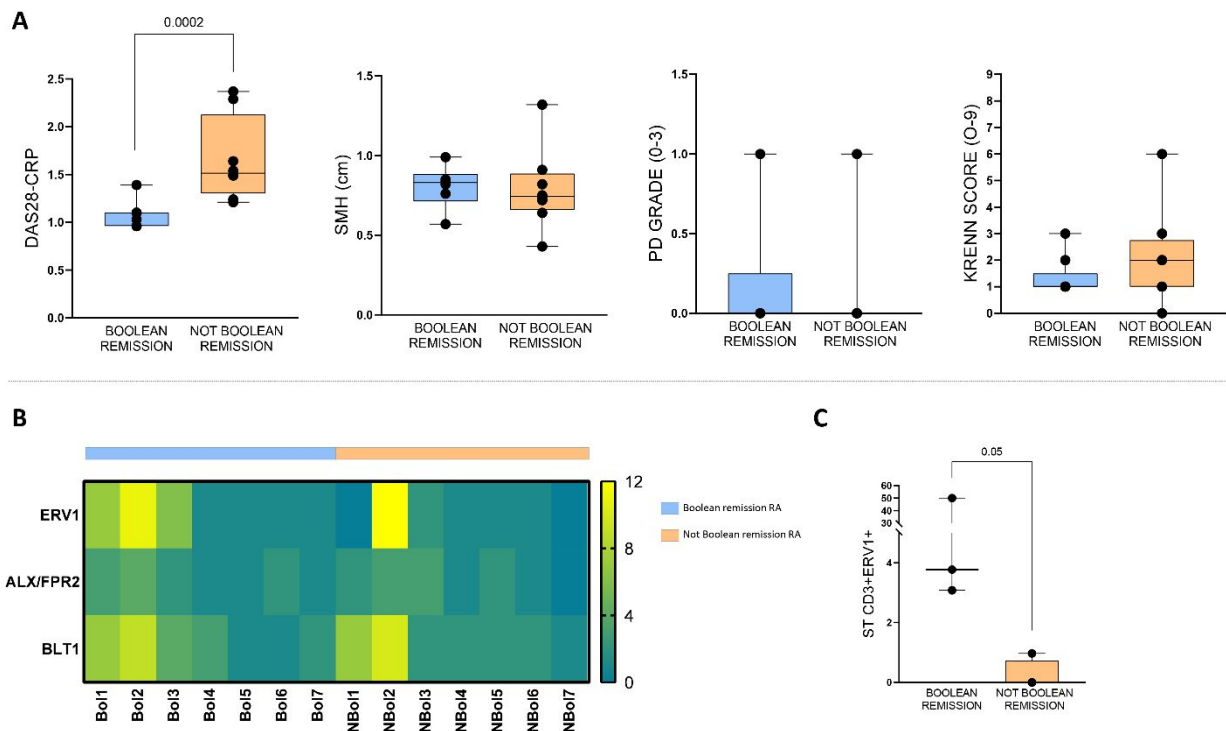 A
0.0002
DAS28-CRP
2.5
2.0
1.5
1.0
0.5
0.0
BOOLEAN
REMISSION
NOT BOOLEAN
REMISSION
SMH (cm)
1.5
1.0
0.5
0.0
BOOLEAN
REMISSION
NOT BOOLEAN
REMISSION
PD GRADE (0-3)
1.5
1.0
0.5
0.0
BOOLEAN
REMISSION
NOT BOOLEAN
REMISSION
KRENN SCORE (O-9)
9
8
7
6
5
4
3
2
1
0
BOOLEAN
REMISSION
NOT BOOLEAN
REMISSION
B
ERV1
ALX/FPR2
BLT1
Bol1
Bol2
Bol3
Bol4
Bol5
Bol6
Bol7
NBol1
NBol2
NBol3
NBol4
NBol5
NBol6
NBol7
12
8
4
0
Boolean remission RA
Not Boolean remission RA
C
0.05
ST CD3+ERV1+
60
50
40
30
4
2
0
BOOLEAN
REMISSION
NOT BOOLEAN
REMISSION